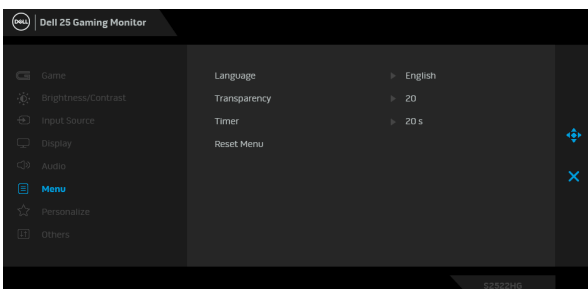 DELL
Dell 25 Gaming Monitor
Game
Brightness/Contrast
Input Source
Display
Audio
Menu
Personalize
Others
Language English
Transparency 20
Timer 20 s
Reset Menu
S2522HG